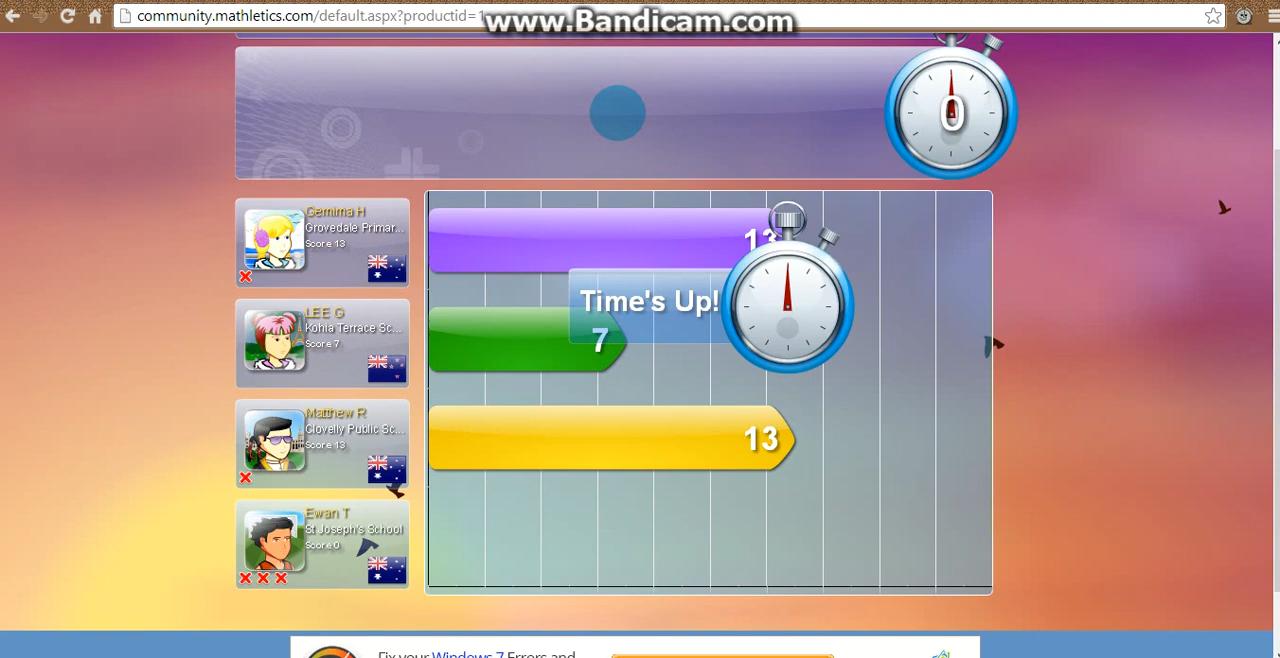 community.mathletics.com/default.aspx?productid=1
www.Bandicam.com
0
Gemima H
Grovedale Primar...
Score 13
13
Time's Up!
LEE G
Kohia Terrace Sc...
Score 7
7
Matthew R
Clovelly Public Sc...
Score 13
13
Ewan T
St Joseph's School
Score 0
Fix your Windows 7 Errors and